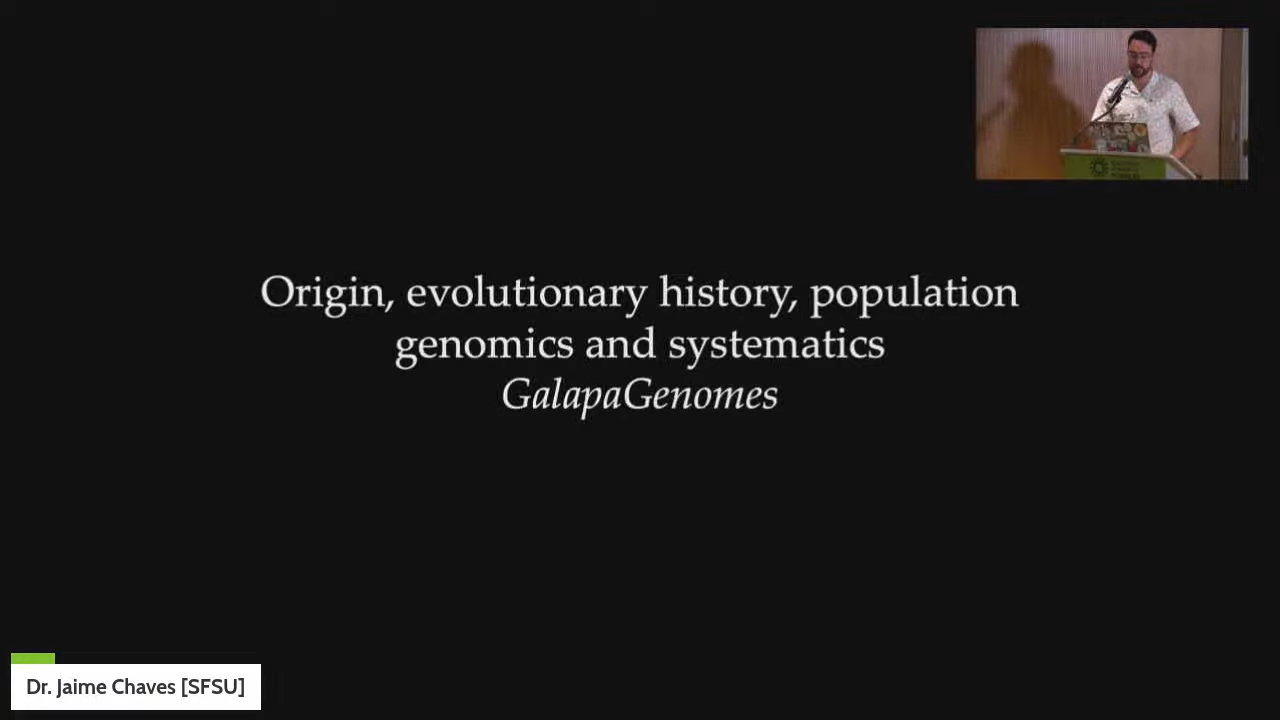 Origin, evolutionary history, population
genomics and systematics
GalapaGenomes
Dr. Jaime Chaves [SFSU]